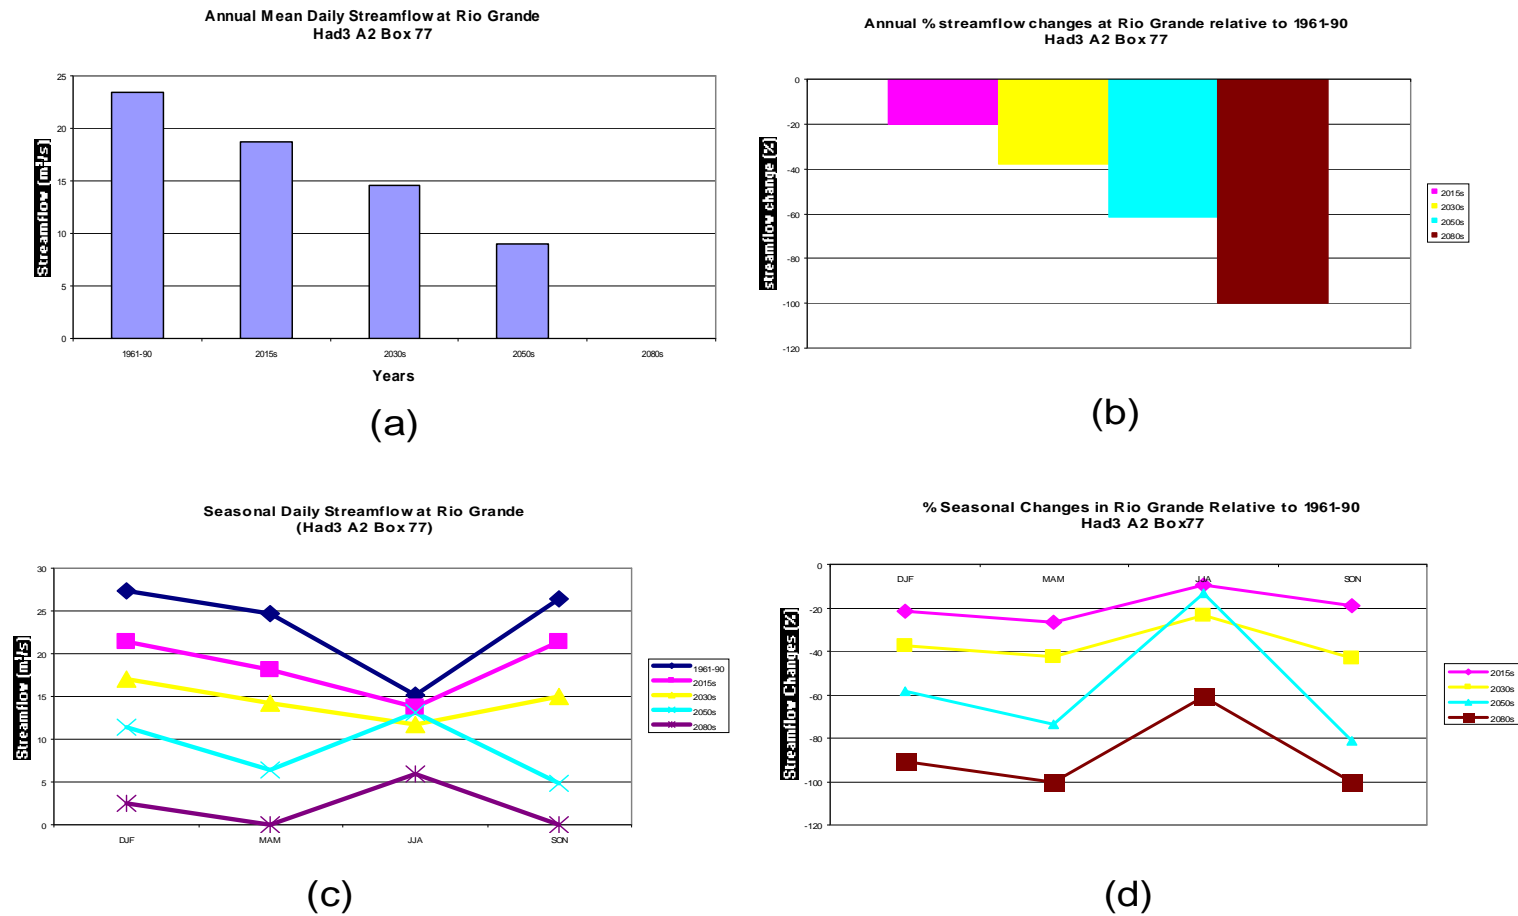 Annual Mean Daily Streamflow at Rio Grande
Had3 A2 Box 77
Streamflow (m³/s)
25
20
15
10
5
0
1961-90 2015s 2030s 2050s 2080s
Years
(a)
Annual % streamflow changes at Rio Grande relative to 1961-90
Had3 A2 Box 77
streamflow change (%)
0
-20
-40
-60
-80
-100
-120
2015s
2030s
2050s
2080s
(b)
Seasonal Daily Streamflow at Rio Grande
(Had3 A2 Box 77)
Streamflow (m³/s)
30
25
20
15
10
5
0
DJF MAM JJA SON
1961-90
2015s
2030s
2050s
2080s
(c)
% Seasonal Changes in Rio Grande Relative to 1961-90
Had3 A2 Box77
Streamflow Changes (%)
0
-20
-40
-60
-80
-100
-120
DJF MAM JJA SON
2015s
2030s
2050s
2080s
(d)